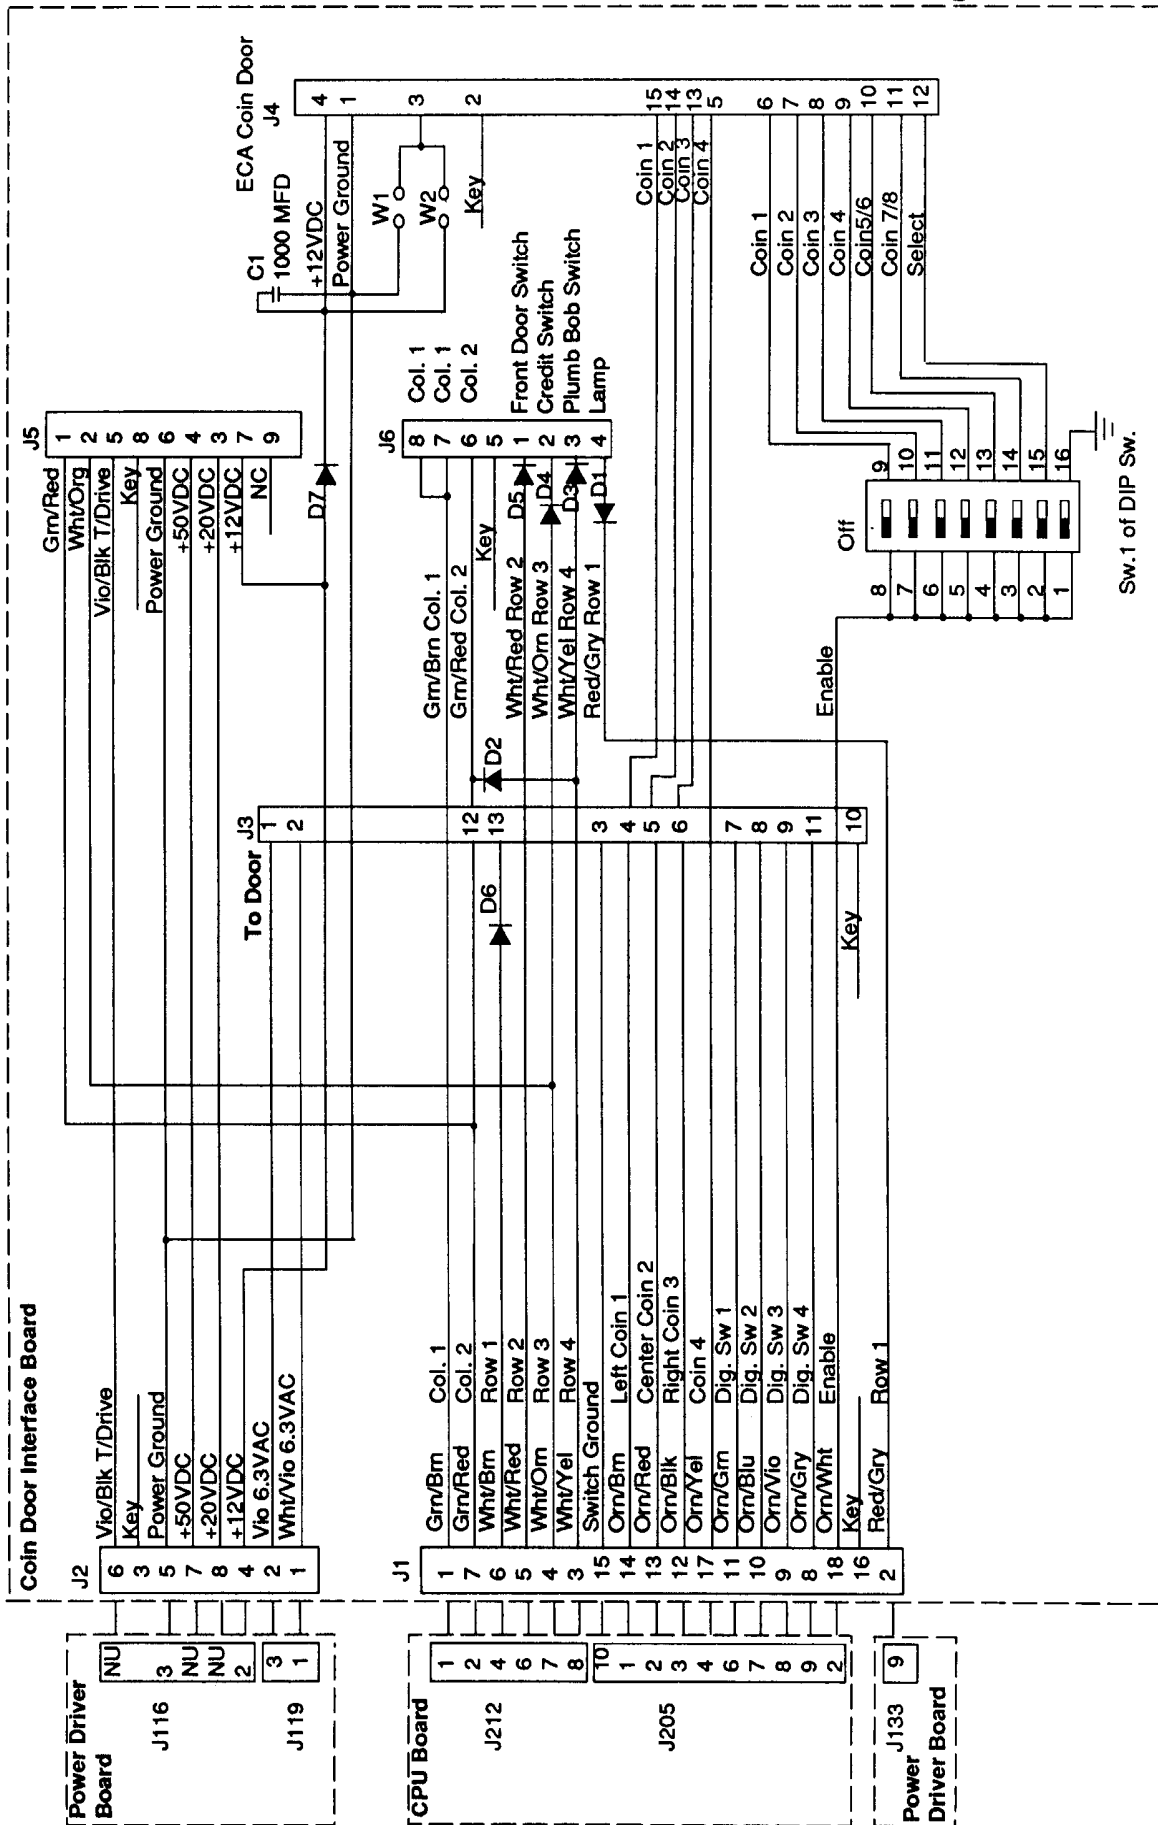 Coin Door Interface Board
Power Driver
Board
J116
NU
3
NU
NU
2
J119
3
1
CPU Board
J212
1
2
4
6
7
8
J205
10
1
2
3
4
6
7
8
9
2
J133
9
Power
Driver Board
J2
6 Vio/Blk T/Drive
3 Key
5 Power Ground
7 +50VDC
8 +20VDC
4 +12VDC
2 Vio 6.3VAC
1 Wht/Vio 6.3VAC
J1
1 Grn/Brn Col. 1
7 Grn/Red Col. 2
6 Wht/Brn Row 1
5 Wht/Red Row 2
4 Wht/Orn Row 3
3 Wht/Yel Row 4
15 Switch Ground
14 Orn/Brn Left Coin 1
13 Orn/Red Center Coin 2
12 Orn/Blk Right Coin 3
17 Orn/Yel Coin 4
11 Orn/Grn Dig. Sw 1
10 Orn/Blu Dig. Sw 2
9 Orn/Vio Dig. Sw 3
8 Orn/Gry Dig. Sw 4
18 Orn/Wht Enable
16 Key
2 Red/Gry Row 1
D6
To Door
J3
1
2
12
13
3
4
5
6
7
8
9
11
10
Key
D2
Grn/Brn Col. 1
Grn/Red Col. 2
Key
Wht/Red Row 2
Wht/Orn Row 3
Wht/Yel Row 4
Red/Gry Row 1
Enable
D7
D5
D4
D3
D1
J5
Grn/Red 1
Wht/Org 2
Vio/Blk T/Drive 5
Key 8
Power Ground 6
+50VDC 4
+20VDC 3
+12VDC 7
NC 9
J6
8 Col. 1
7 Col. 1
6 Col. 2
5
1 Front Door Switch
2 Credit Switch
3 Plumb Bob Switch
4 Lamp
Off
8 9
7 10
6 11
5 12
4 13
3 14
2 15
1 16
Sw.1 of DIP Sw.
C1
1000 MFD
ECA Coin Door
J4
+12VDC 4
Power Ground 1
W1
W2
3
Key 2
Coin 1 15
Coin 2 14
Coin 3 13
Coin 4 5
Coin 1 6
Coin 2 7
Coin 3 8
Coin 4 9
Coin5/6 10
Coin 7/8 11
Select 12